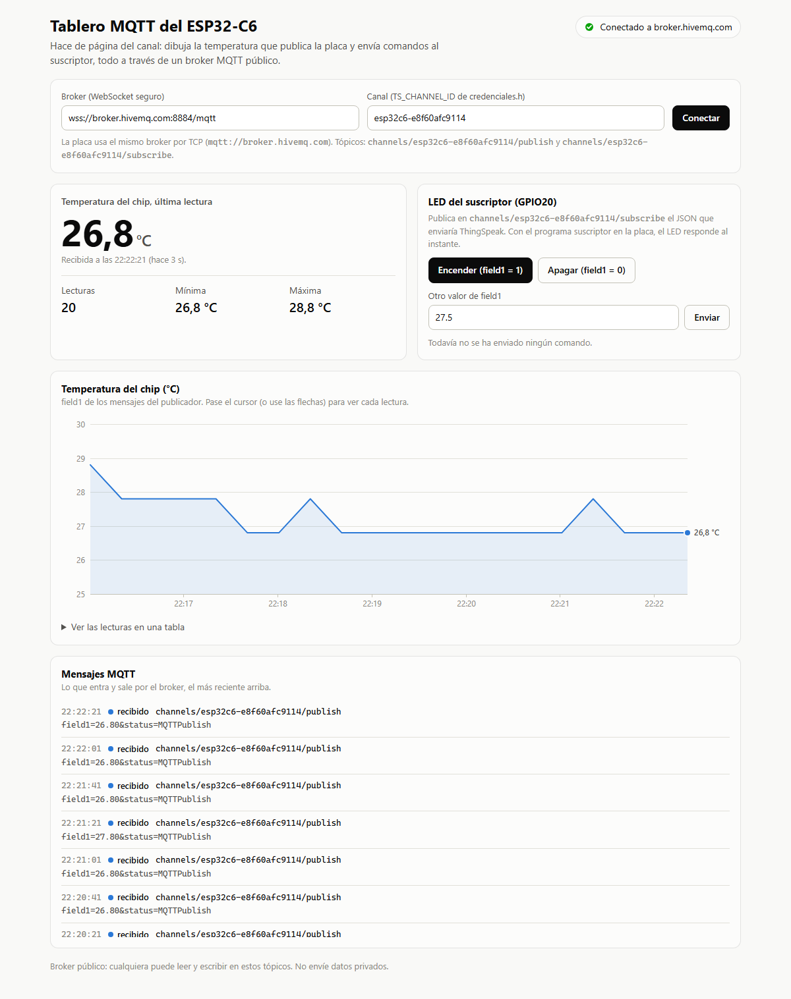 Tablero MQTT del ESP32-C6
Conectado a broker.hivemq.com
Hace de página del canal: dibuja la temperatura que publica la placa y envía comandos al
suscriptor, todo a través de un broker MQTT público.
Broker (WebSocket seguro)
Canal (TS_CHANNEL_ID de credenciales.h)
wss://broker.hivemq.com:8884/mqtt
esp32c6-e8f60afc9114
Conectar
La placa usa el mismo broker por TCP (mqtt://broker.hivemq.com). Tópicos: channels/esp32c6-e8f60afc9114/publish y channels/esp32c6-
e8f60afc9114/subscribe.
Temperatura del chip, última lectura
26,8 °C
Recibida a las 22:22:21 (hace 3 s).
Lecturas
Mínima
Máxima
20
26,8 °C
28,8 °C
LED del suscriptor (GPIO20)
Publica en channels/esp32c6-e8f60afc9114/subscribe el JSON que
enviaría ThingSpeak. Con el programa suscriptor en la placa, el LED responde al
instante.
Encender (field1 = 1)
Apagar (field1 = 0)
Otro valor de field1
27.5
Enviar
Todavía no se ha enviado ningún comando.
Temperatura del chip (°C)
field1 de los mensajes del publicador. Pase el cursor (o use las flechas) para ver cada lectura.
30
29
28
27
26
25
26,8 °C
22:17
22:18
22:19
22:20
22:21
22:22
Ver las lecturas en una tabla
Mensajes MQTT
Lo que entra y sale por el broker, el más reciente arriba.
22:22:21 recibido channels/esp32c6-e8f60afc9114/publish
field1=26.80&status=MQTTPublish
22:22:01 recibido channels/esp32c6-e8f60afc9114/publish
field1=26.80&status=MQTTPublish
22:21:41 recibido channels/esp32c6-e8f60afc9114/publish
field1=26.80&status=MQTTPublish
22:21:21 recibido channels/esp32c6-e8f60afc9114/publish
field1=27.80&status=MQTTPublish
22:21:01 recibido channels/esp32c6-e8f60afc9114/publish
field1=26.80&status=MQTTPublish
22:20:41 recibido channels/esp32c6-e8f60afc9114/publish
field1=26.80&status=MQTTPublish
22:20:21 recibido channels/esp32c6-e8f60afc9114/publish
Broker público: cualquiera puede leer y escribir en estos tópicos. No envíe datos privados.